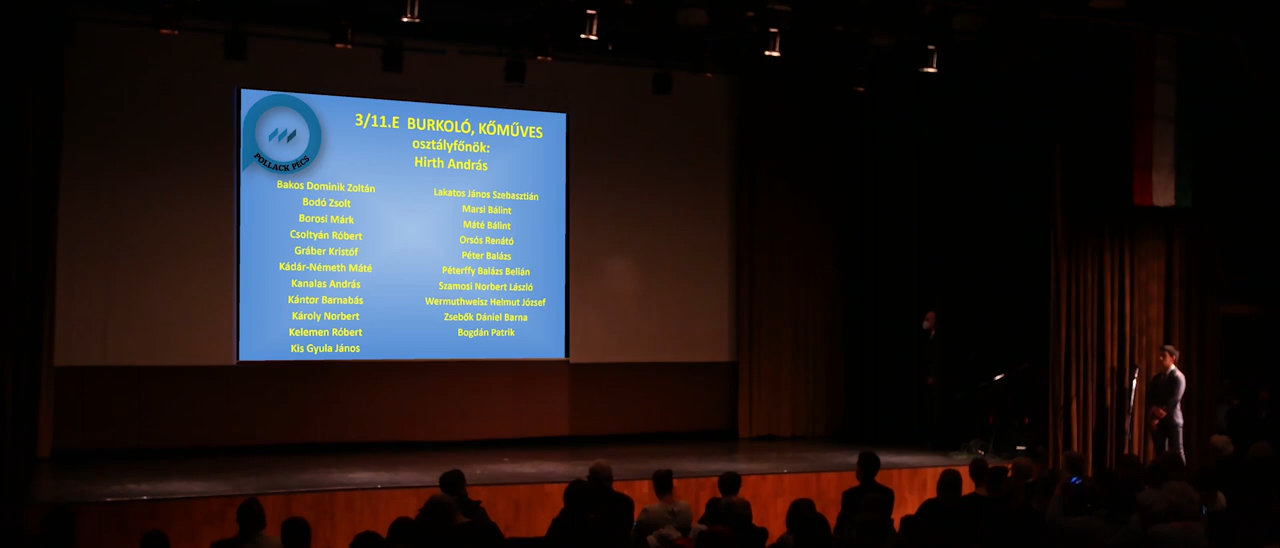 POLLACK PÉCS
3/11.E BURKOLÓ, KŐMŰVES
osztályfőnök:
Hirth András
Bakos Dominik Zoltán
Bodó Zsolt
Borosi Márk
Csoltyán Róbert
Gráber Kristóf
Kádár-Németh Máté
Kanalas András
Kántor Barnabás
Károly Norbert
Kelemen Róbert
Kis Gyula János
Lakatos János Szebasztián
Marsi Bálint
Máté Bálint
Orsós Renátó
Péter Balázs
Péterffy Balázs Belián
Szamosi Norbert László
Wermuthweisz Helmut József
Zsebők Dániel Barna
Bogdán Patrik